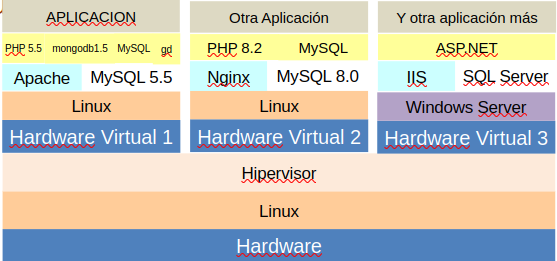 APLICACION
PHP 5.5 mongodb1.5 MySQL gd
Apache MySQL 5.5
Linux
Hardware Virtual 1
Otra Aplicación
PHP 8.2 MySQL
Nginx MySQL 8.0
Linux
Hardware Virtual 2
Y otra aplicación más
ASP.NET
IIS SQL Server
Windows Server
Hardware Virtual 3
Hipervisor
Linux
Hardware